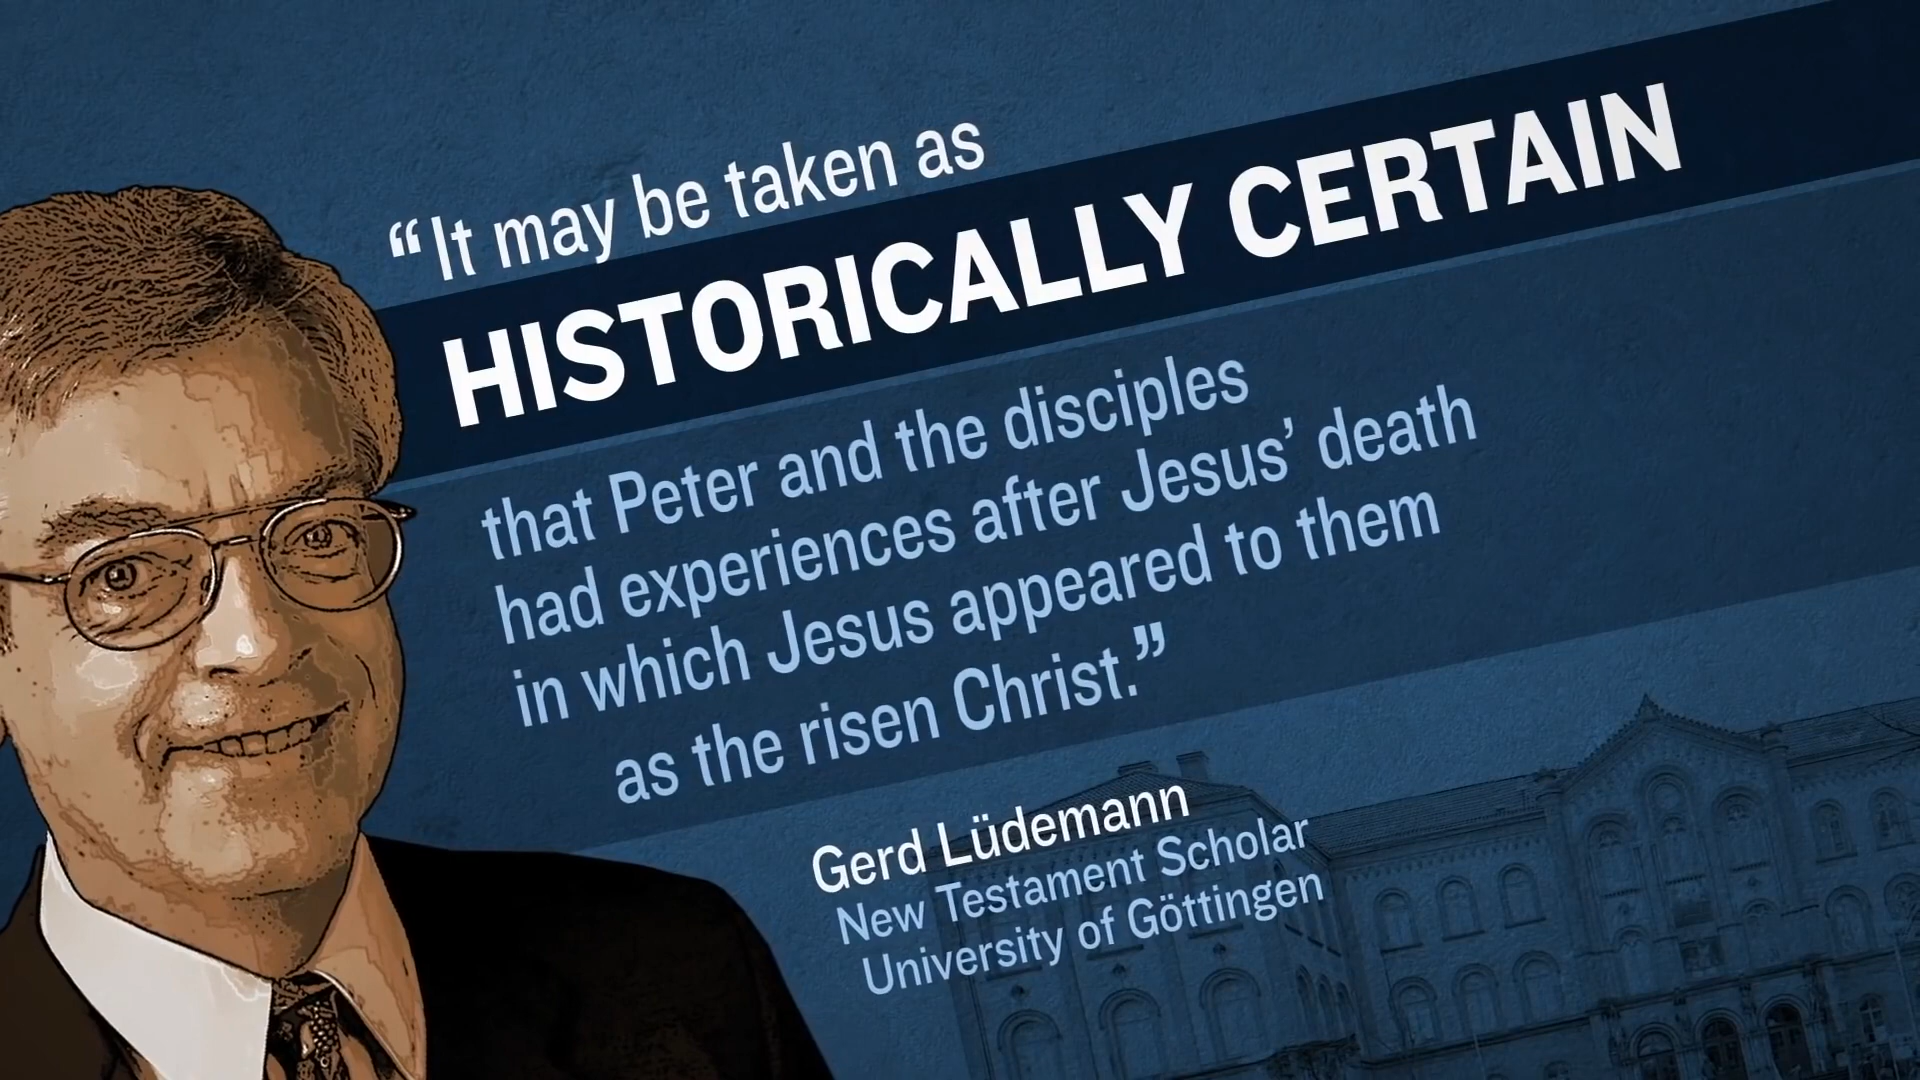 “It may be taken as
HISTORICALLY CERTAIN
that Peter and the disciples
had experiences after Jesus’ death
in which Jesus appeared to them
as the risen Christ.”
Gerd Lüdemann
New Testament Scholar
University of Göttingen